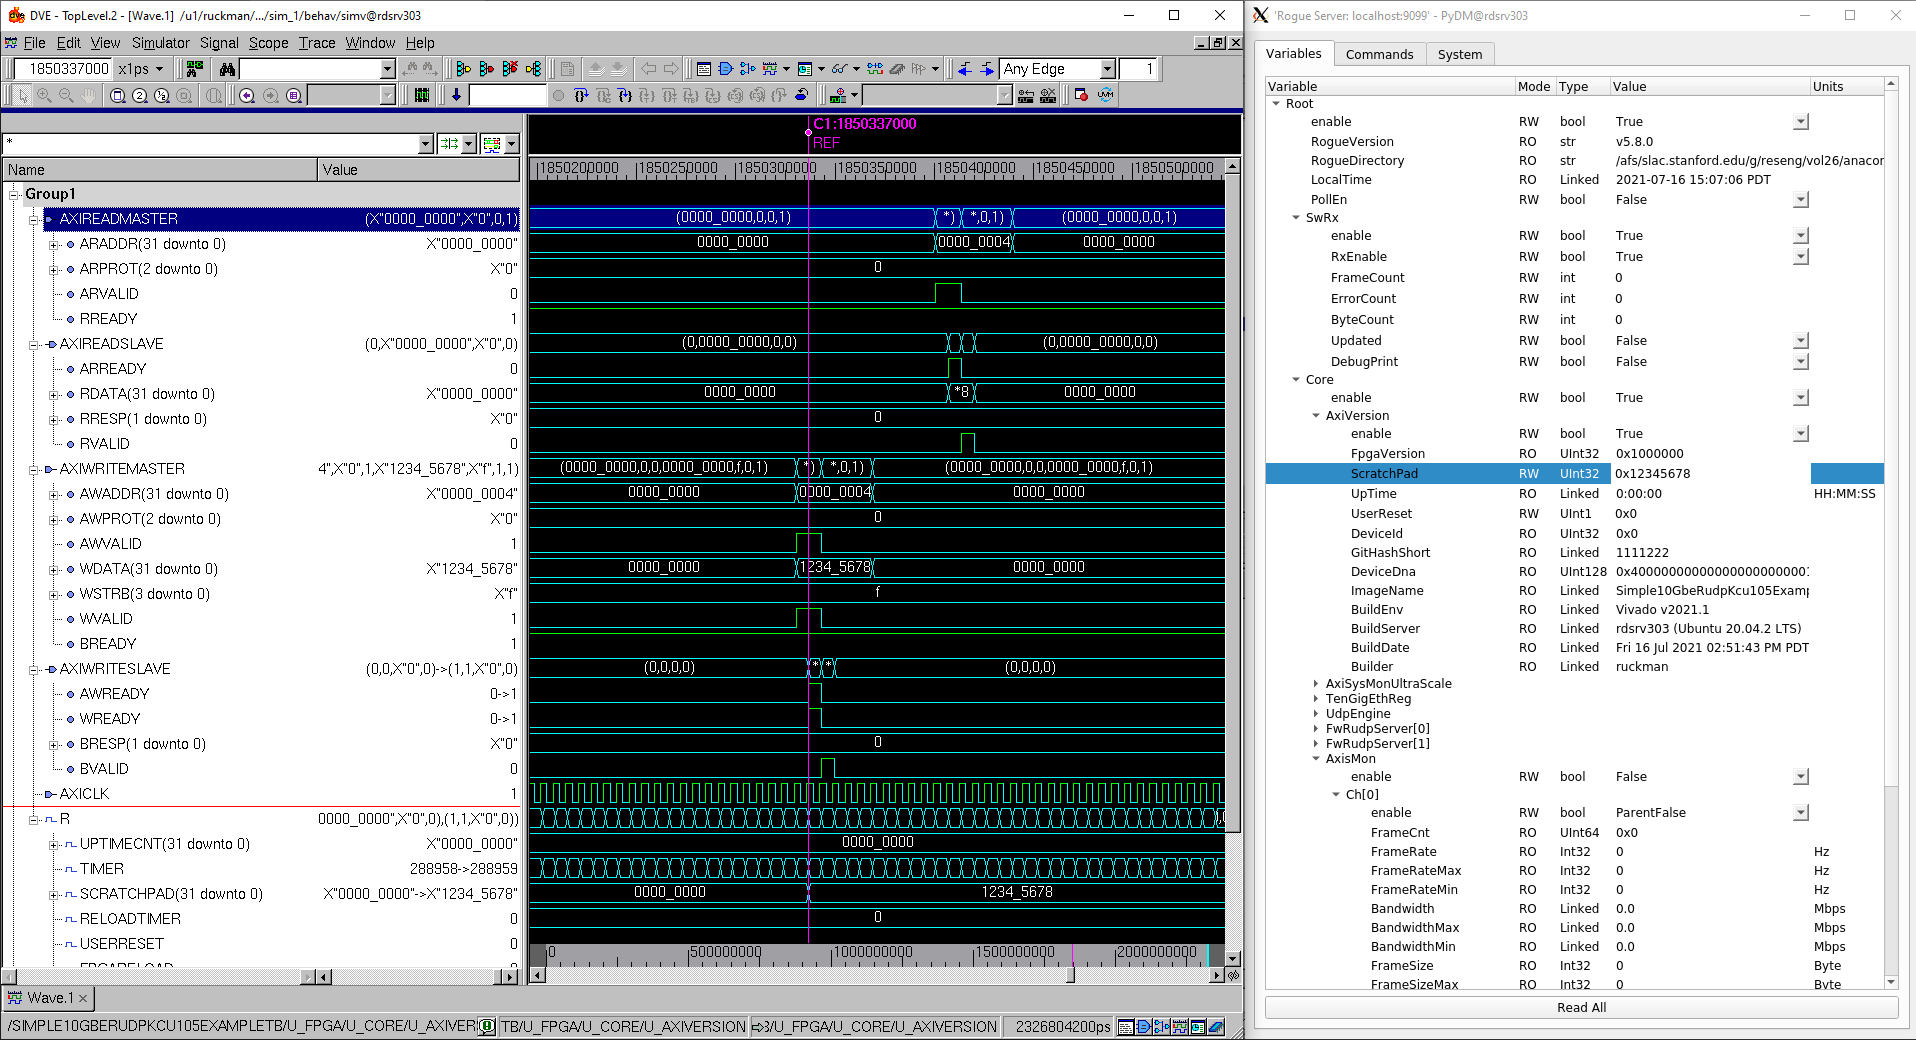 DVE - TopLevel.2 - [Wave.1] /u1/ruckman/.../sim_1/behav/simv@rdsrv303
File Edit View Simulator Signal Scope Trace Window Help
1850337000 x1ps Any Edge 1
C1:1850337000
REF
*
1850200000 1850250000 1850300000 1850350000 1850400000 1850450000 1850500000
Name Value
Group1
AXIREADMASTER (X"0000_0000",X"0",0,1) (0000_0000,0,0,1) *) *,0,1) (0000_0000,0,0,1)
ARADDR(31 downto 0) X"0000_0000" 0000_0000 0000_0004 0000_0000
ARPROT(2 downto 0) X"0" 0
ARVALID 0
RREADY 1
AXIREADSLAVE (0,X"0000_0000",X"0",0) (0,0000_0000,0,0) (0,0000_0000,0,0)
ARREADY 0
RDATA(31 downto 0) X"0000_0000" 0000_0000 *8 0000_0000
RRESP(1 downto 0) X"0" 0
RVALID 0
AXIWRITEMASTER 4",X"0",1,X"1234_5678",X"f",1,1) (0000_0000,0,0,0000_0000,f,0,1) *) *,0,1) (0000_0000,0,0,0000_0000,f,0,1)
AWADDR(31 downto 0) X"0000_0004" 0000_0000 0000_0004 0000_0000
AWPROT(2 downto 0) X"0" 0
AWVALID 1
WDATA(31 downto 0) X"1234_5678" 0000_0000 1234_5678 0000_0000
WSTRB(3 downto 0) X"f" f
WVALID 1
BREADY 1
AXIWRITESLAVE (0,0,X"0",0)->(1,1,X"0",0) (0,0,0,0) * * (0,0,0,0)
AWREADY 0->1
WREADY 0->1
BRESP(1 downto 0) X"0" 0
BVALID 0
AXICLK 1
R 0000_0000",X"0",0),(1,1,X"0",0))
UPTIMECNT(31 downto 0) X"0000_0000" 0000_0000
TIMER 288958->288959
SCRATCHPAD(31 downto 0) X"0000_0000"->X"1234_5678" 0000_0000 1234_5678
RELOADTIMER 0 0
USERRESET 0
0 500000000 1000000000 1500000000 2000000000
Wave.1
/SIMPLE10GBERUDPKCU105EXAMPLETB/U_FPGA/U_CORE/U_AXIVER TB/U_FPGA/U_CORE/U_AXIVERSION B/U_FPGA/U_CORE/U_AXIVERSION 2326804200ps
'Rogue Server: localhost:9099' - PyDM@rdsrv303
Variables Commands System
Variable Mode Type Value Units
Root
enable RW bool True
RogueVersion RO str v5.8.0
RogueDirectory RO str /afs/slac.stanford.edu/g/reseng/vol26/anacor
LocalTime RO Linked 2021-07-16 15:07:06 PDT
PollEn RW bool False
SwRx
enable RW bool True
RxEnable RW bool True
FrameCount RW int 0
ErrorCount RW int 0
ByteCount RW int 0
Updated RW bool False
DebugPrint RW bool False
Core
enable RW bool True
AxiVersion
enable RW bool True
FpgaVersion RO UInt32 0x1000000
ScratchPad RW UInt32 0x12345678
UpTime RO Linked 0:00:00 HH:MM:SS
UserReset RW UInt1 0x0
DeviceId RO UInt32 0x0
GitHashShort RO Linked 1111222
DeviceDna RO UInt128 0x40000000000000000000001
ImageName RO Linked Simple10GbeRudpKcu105Examp
BuildEnv RO Linked Vivado v2021.1
BuildServer RO Linked rdsrv303 (Ubuntu 20.04.2 LTS)
BuildDate RO Linked Fri 16 Jul 2021 02:51:43 PM PDT
Builder RO Linked ruckman
AxiSysMonUltraScale
TenGigEthReg
UdpEngine
FwRudpServer[0]
FwRudpServer[1]
AxisMon
enable RW bool False
Ch[0]
enable RW bool ParentFalse
FrameCnt RO UInt64 0x0
FrameRate RO Int32 0 Hz
FrameRateMax RO Int32 0 Hz
FrameRateMin RO Int32 0 Hz
Bandwidth RO Linked 0.0 Mbps
BandwidthMax RO Linked 0.0 Mbps
BandwidthMin RO Linked 0.0 Mbps
FrameSize RO Int32 0 Byte
FrameSizeMax RO Int32 0 Byte
Read All